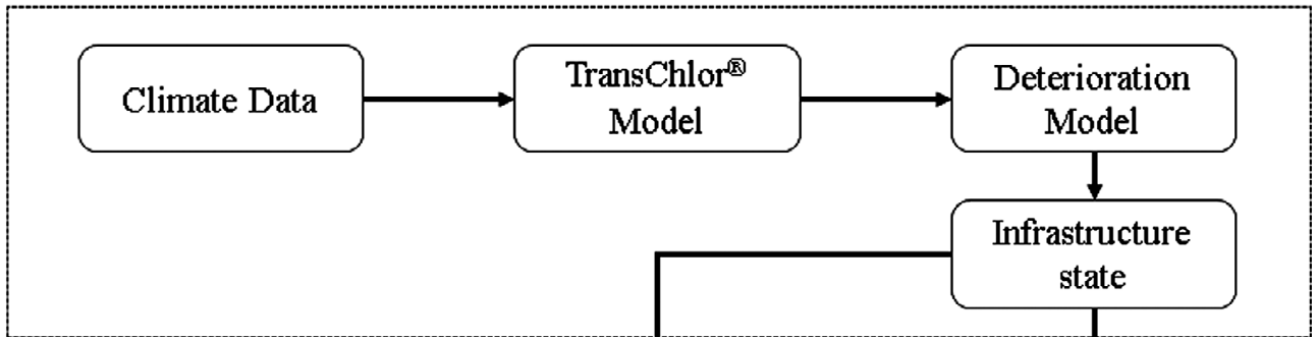 Climate Data
TransChlor®
Model
Deterioration
Model
Infrastructure
state